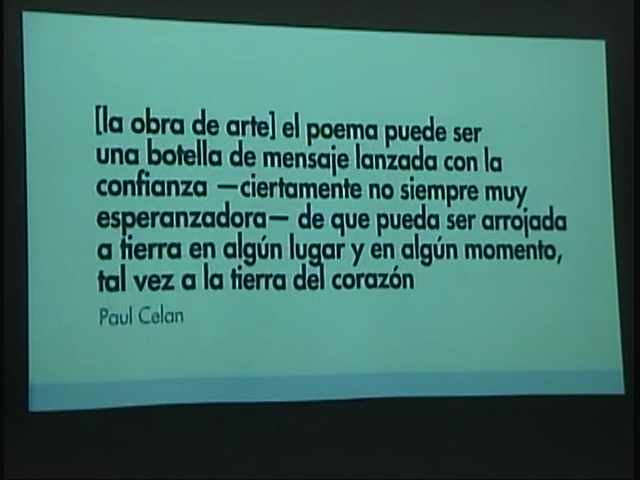 [la obra de arte] el poema puede ser
una botella de mensaje lanzada con la
confianza —ciertamente no siempre muy
esperanzadora— de que pueda ser arrojada
a tierra en algún lugar y en algún momento,
tal vez a la tierra del corazón
Paul Celan